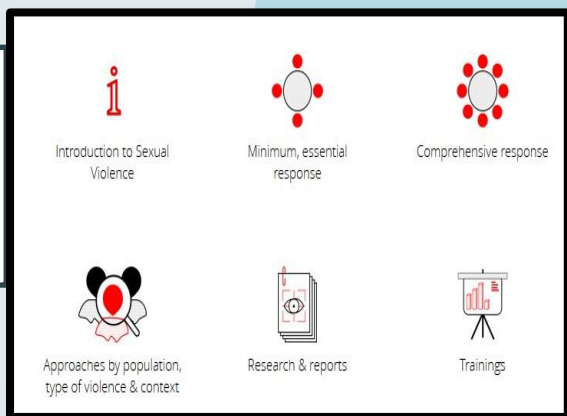 i
Introduction to Sexual
Violence
Minimum, essential
response
Comprehensive response
Approaches by population,
type of violence & context
Research & reports
Trainings